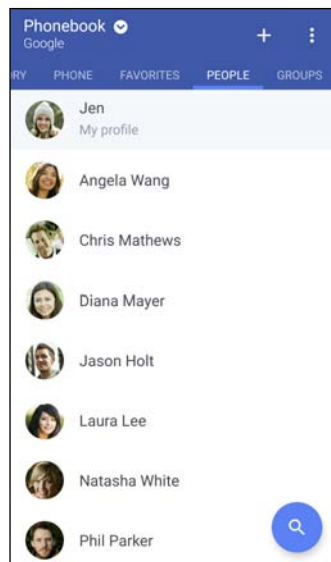 Phonebook
Google
RY PHONE FAVORITES PEOPLE GROUPS
Jen
My profile
Angela Wang
Chris Mathews
Diana Mayer
Jason Holt
Laura Lee
Natasha White
Phil Parker